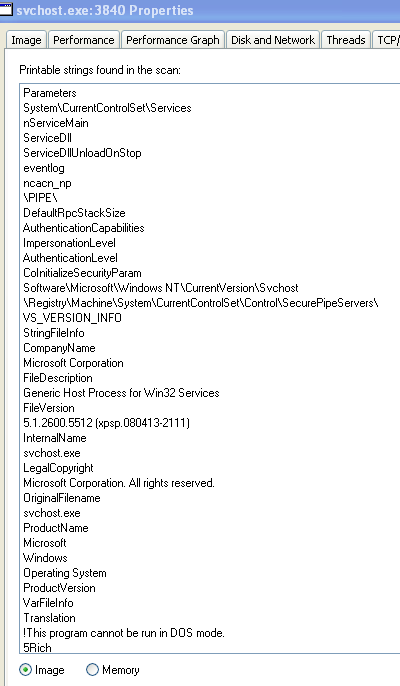 svchost.exe:3840 Properties
Image Performance Performance Graph Disk and Network Threads TCP/
Printable strings found in the scan:
Parameters
System\CurrentControlSet\Services
nServiceMain
ServiceDll
ServiceDllUnloadOnStop
eventlog
ncacn_np
\PIPE\
DefaultRpcStackSize
AuthenticationCapabilities
ImpersonationLevel
AuthenticationLevel
CoInitializeSecurityParam
Software\Microsoft\Windows NT\CurrentVersion\Svchost
\Registry\Machine\System\CurrentControlSet\Control\SecurePipeServers\
VS_VERSION_INFO
StringFileInfo
CompanyName
Microsoft Corporation
FileDescription
Generic Host Process for Win32 Services
FileVersion
5.1.2600.5512 (xpsp.080413-2111)
InternalName
svchost.exe
LegalCopyright
Microsoft Corporation. All rights reserved.
OriginalFilename
svchost.exe
ProductName
Microsoft
Windows
Operating System
ProductVersion
VarFileInfo
Translation
!This program cannot be run in DOS mode.
5Rich
Image Memory